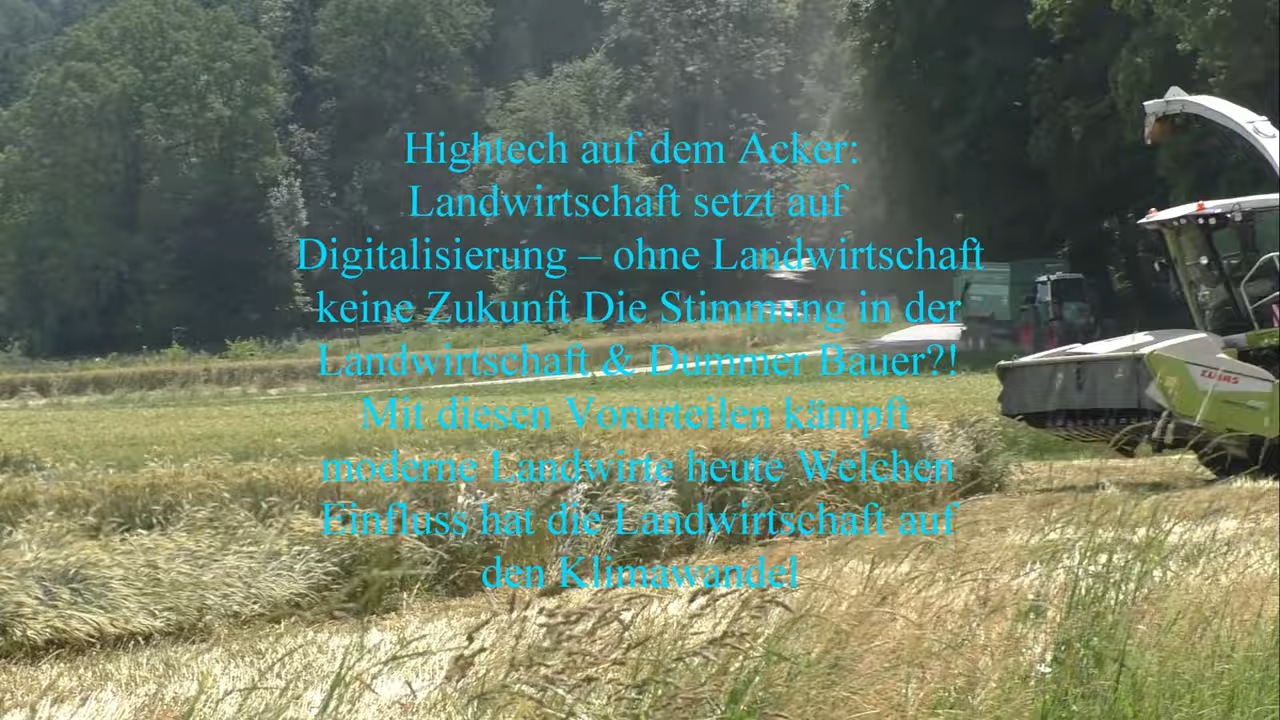 Hightech auf dem Acker:
Landwirtschaft setzt auf
Digitalisierung – ohne Landwirtschaft
keine Zukunft Die Stimmung in der
Landwirtschaft & Dummer Bauer?!
Mit diesen Vorurteilen kämpft
moderne Landwirte heute Welchen
Einfluss hat die Landwirtschaft auf
den Klimawandel
CLAAS